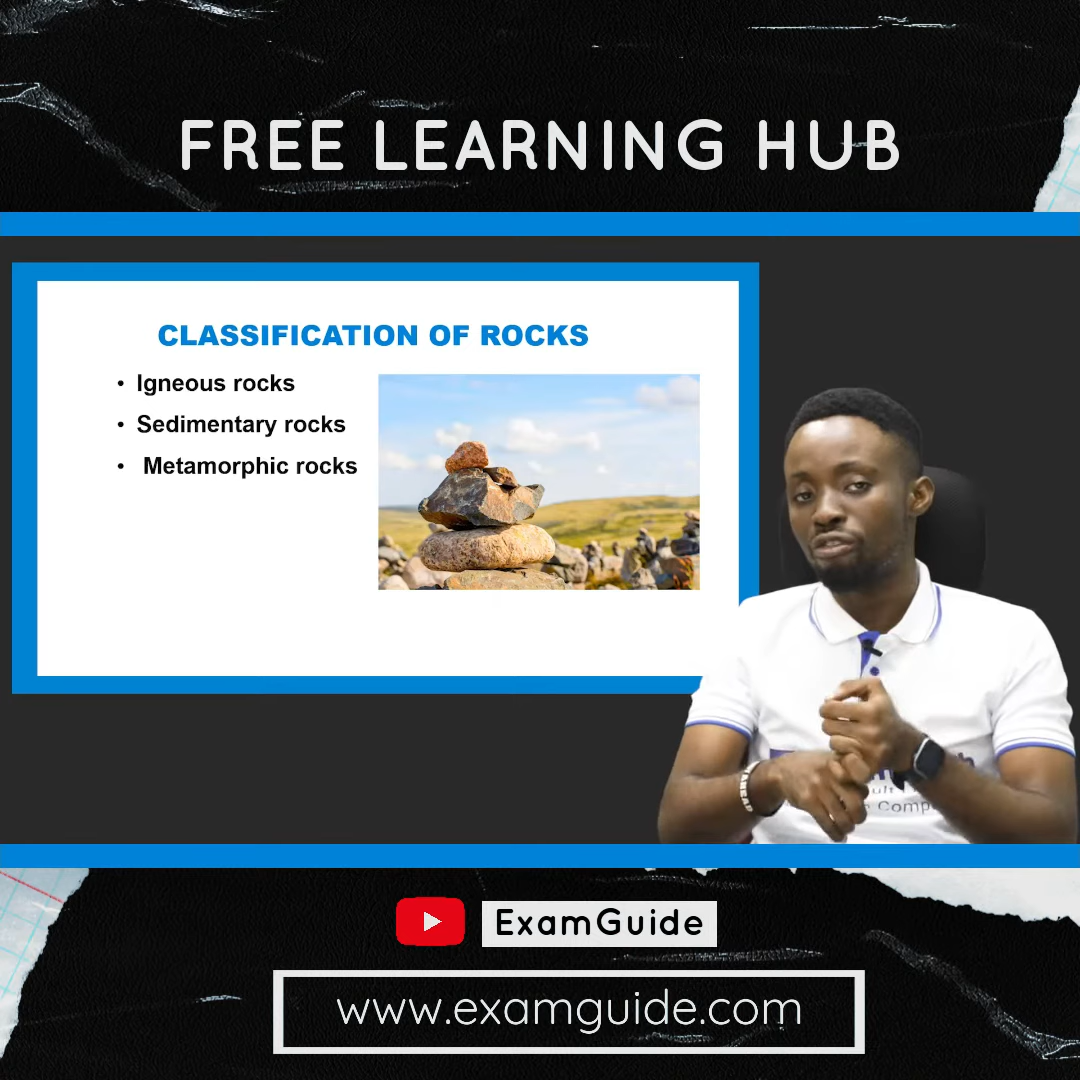 FREE LEARNING HUB
CLASSIFICATION OF ROCKS
• Igneous rocks
• Sedimentary rocks
• Metamorphic rocks
ExamGuide
www.examguide.com